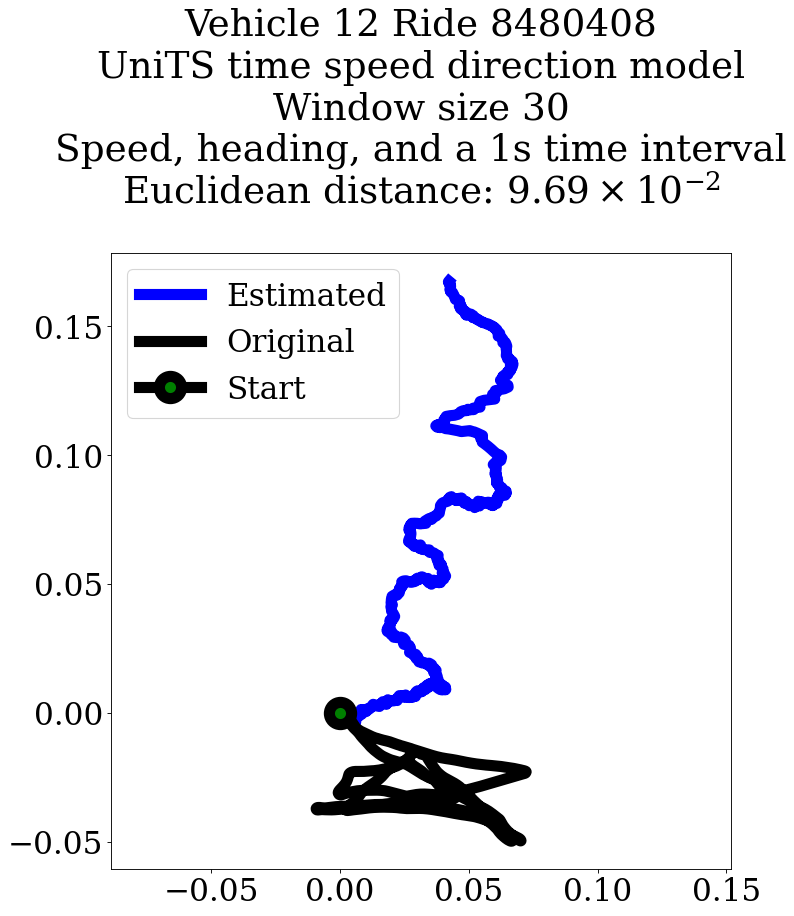 Vehicle 12 Ride 8480408
UniTS time speed direction model
Window size 30
Speed, heading, and a 1s time interval
Euclidean distance: 9.69 × 10⁻²
Estimated
Original
Start
0.15
0.10
0.05
0.00
−0.05
−0.05 0.00 0.05 0.10 0.15